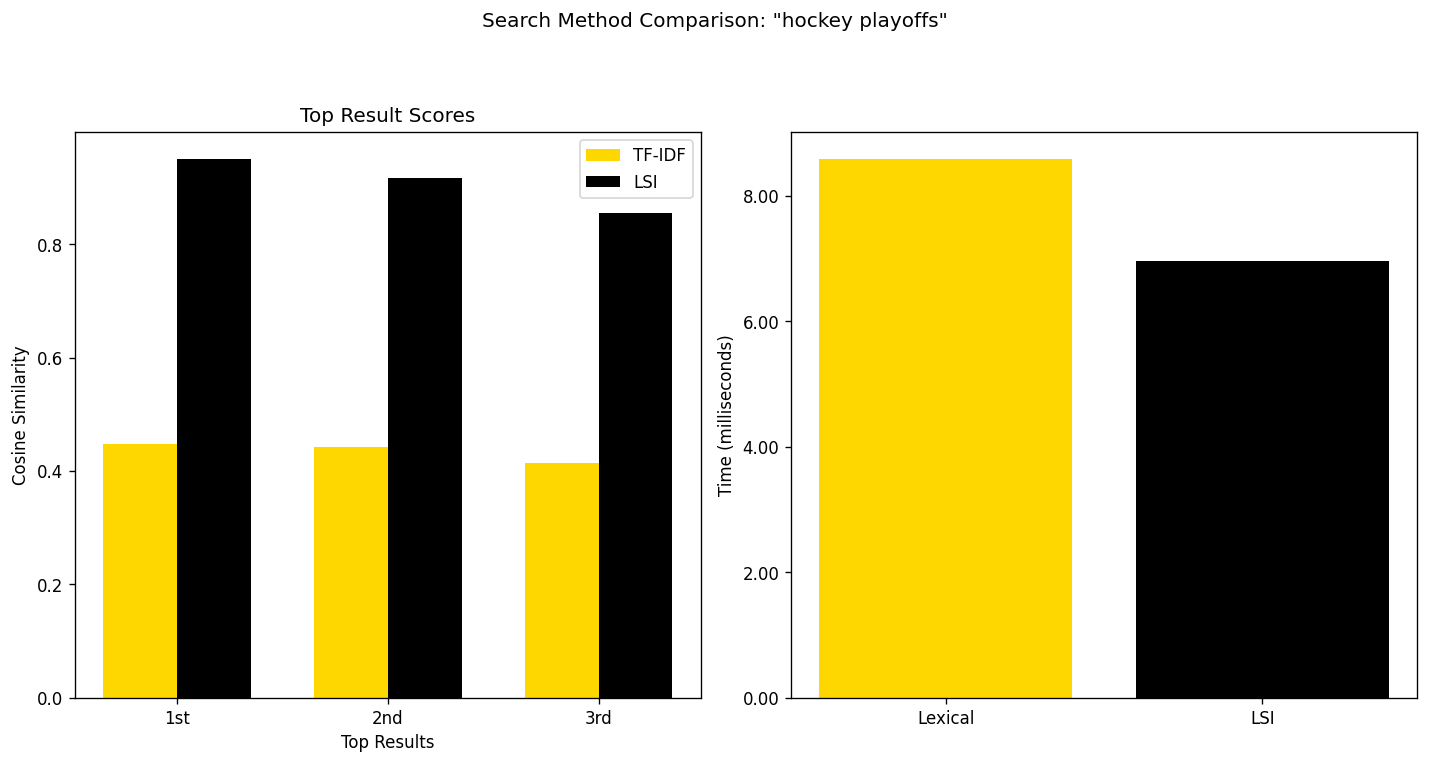 Search Method Comparison: "hockey playoffs"
Top Result Scores
TF-IDF
LSI
Cosine Similarity
0.8
0.6
0.4
0.2
0.0
1st 2nd 3rd
Top Results
Time (milliseconds)
8.00
6.00
4.00
2.00
0.00
Lexical LSI